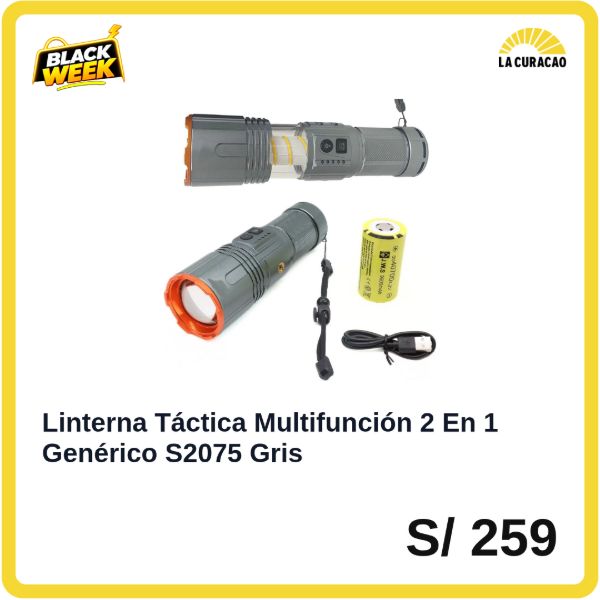 BLACK
WEEK
LA CURACAO
Linterna Táctica Multifunción 2 En 1
Genérico S2075 Gris
S/ 259